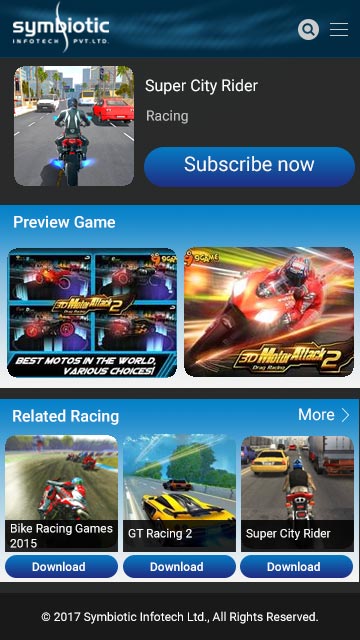 symbiotic
INFOTECH PVT.LTD.
Super City Rider
Racing
Subscribe now
Preview Game
3D Motor Attack 2
BEST MOTOS IN THE WORLD,
VARIOUS CHOICES!
9GAME
3D Motor Attack 2
Drag Racing
Related Racing
More
Bike Racing Games
2015
GT Racing 2
Super City Rider
Download
Download
Download
© 2017 Symbiotic Infotech Ltd., All Rights Reserved.